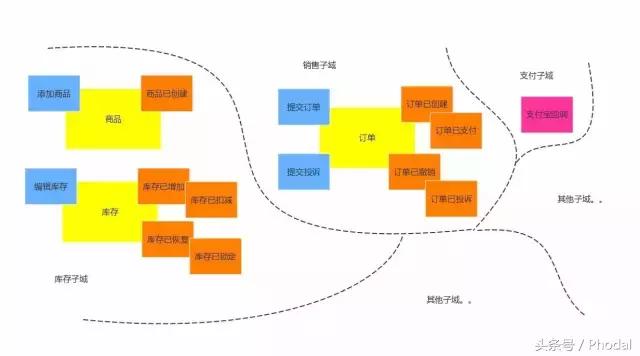 销售子域
支付子域
添加商品
商品已创建
商品
提交订单
订单已创建
订单已支付
订单
支付宝回调
提交投诉
订单已撤销
订单已投诉
编辑库存
库存已增加
库存已扣减
库存
库存已恢复
库存已锁定
其他子域。。
库存子域
其他子域。。
头条号 / Phodal